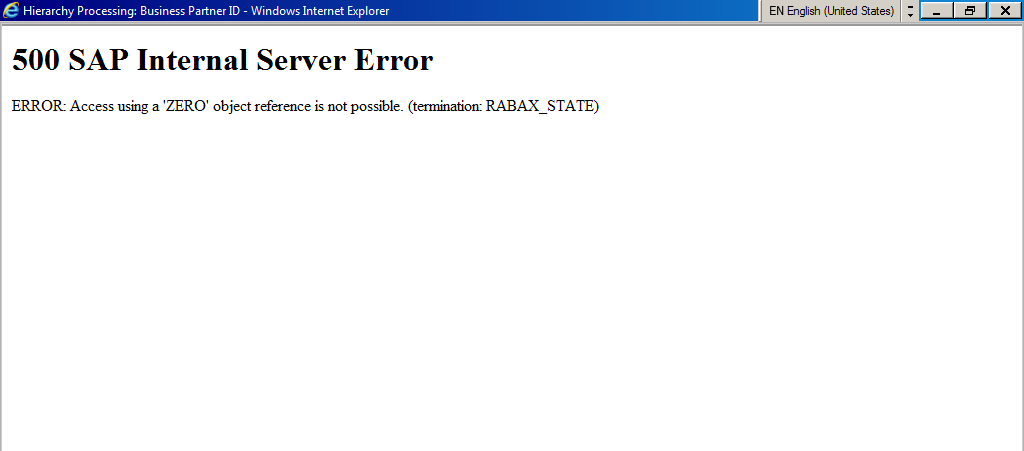 Hierarchy Processing: Business Partner ID - Windows Internet Explorer
EN English (United States)
500 SAP Internal Server Error
ERROR: Access using a 'ZERO' object reference is not possible. (termination: RABAX_STATE)